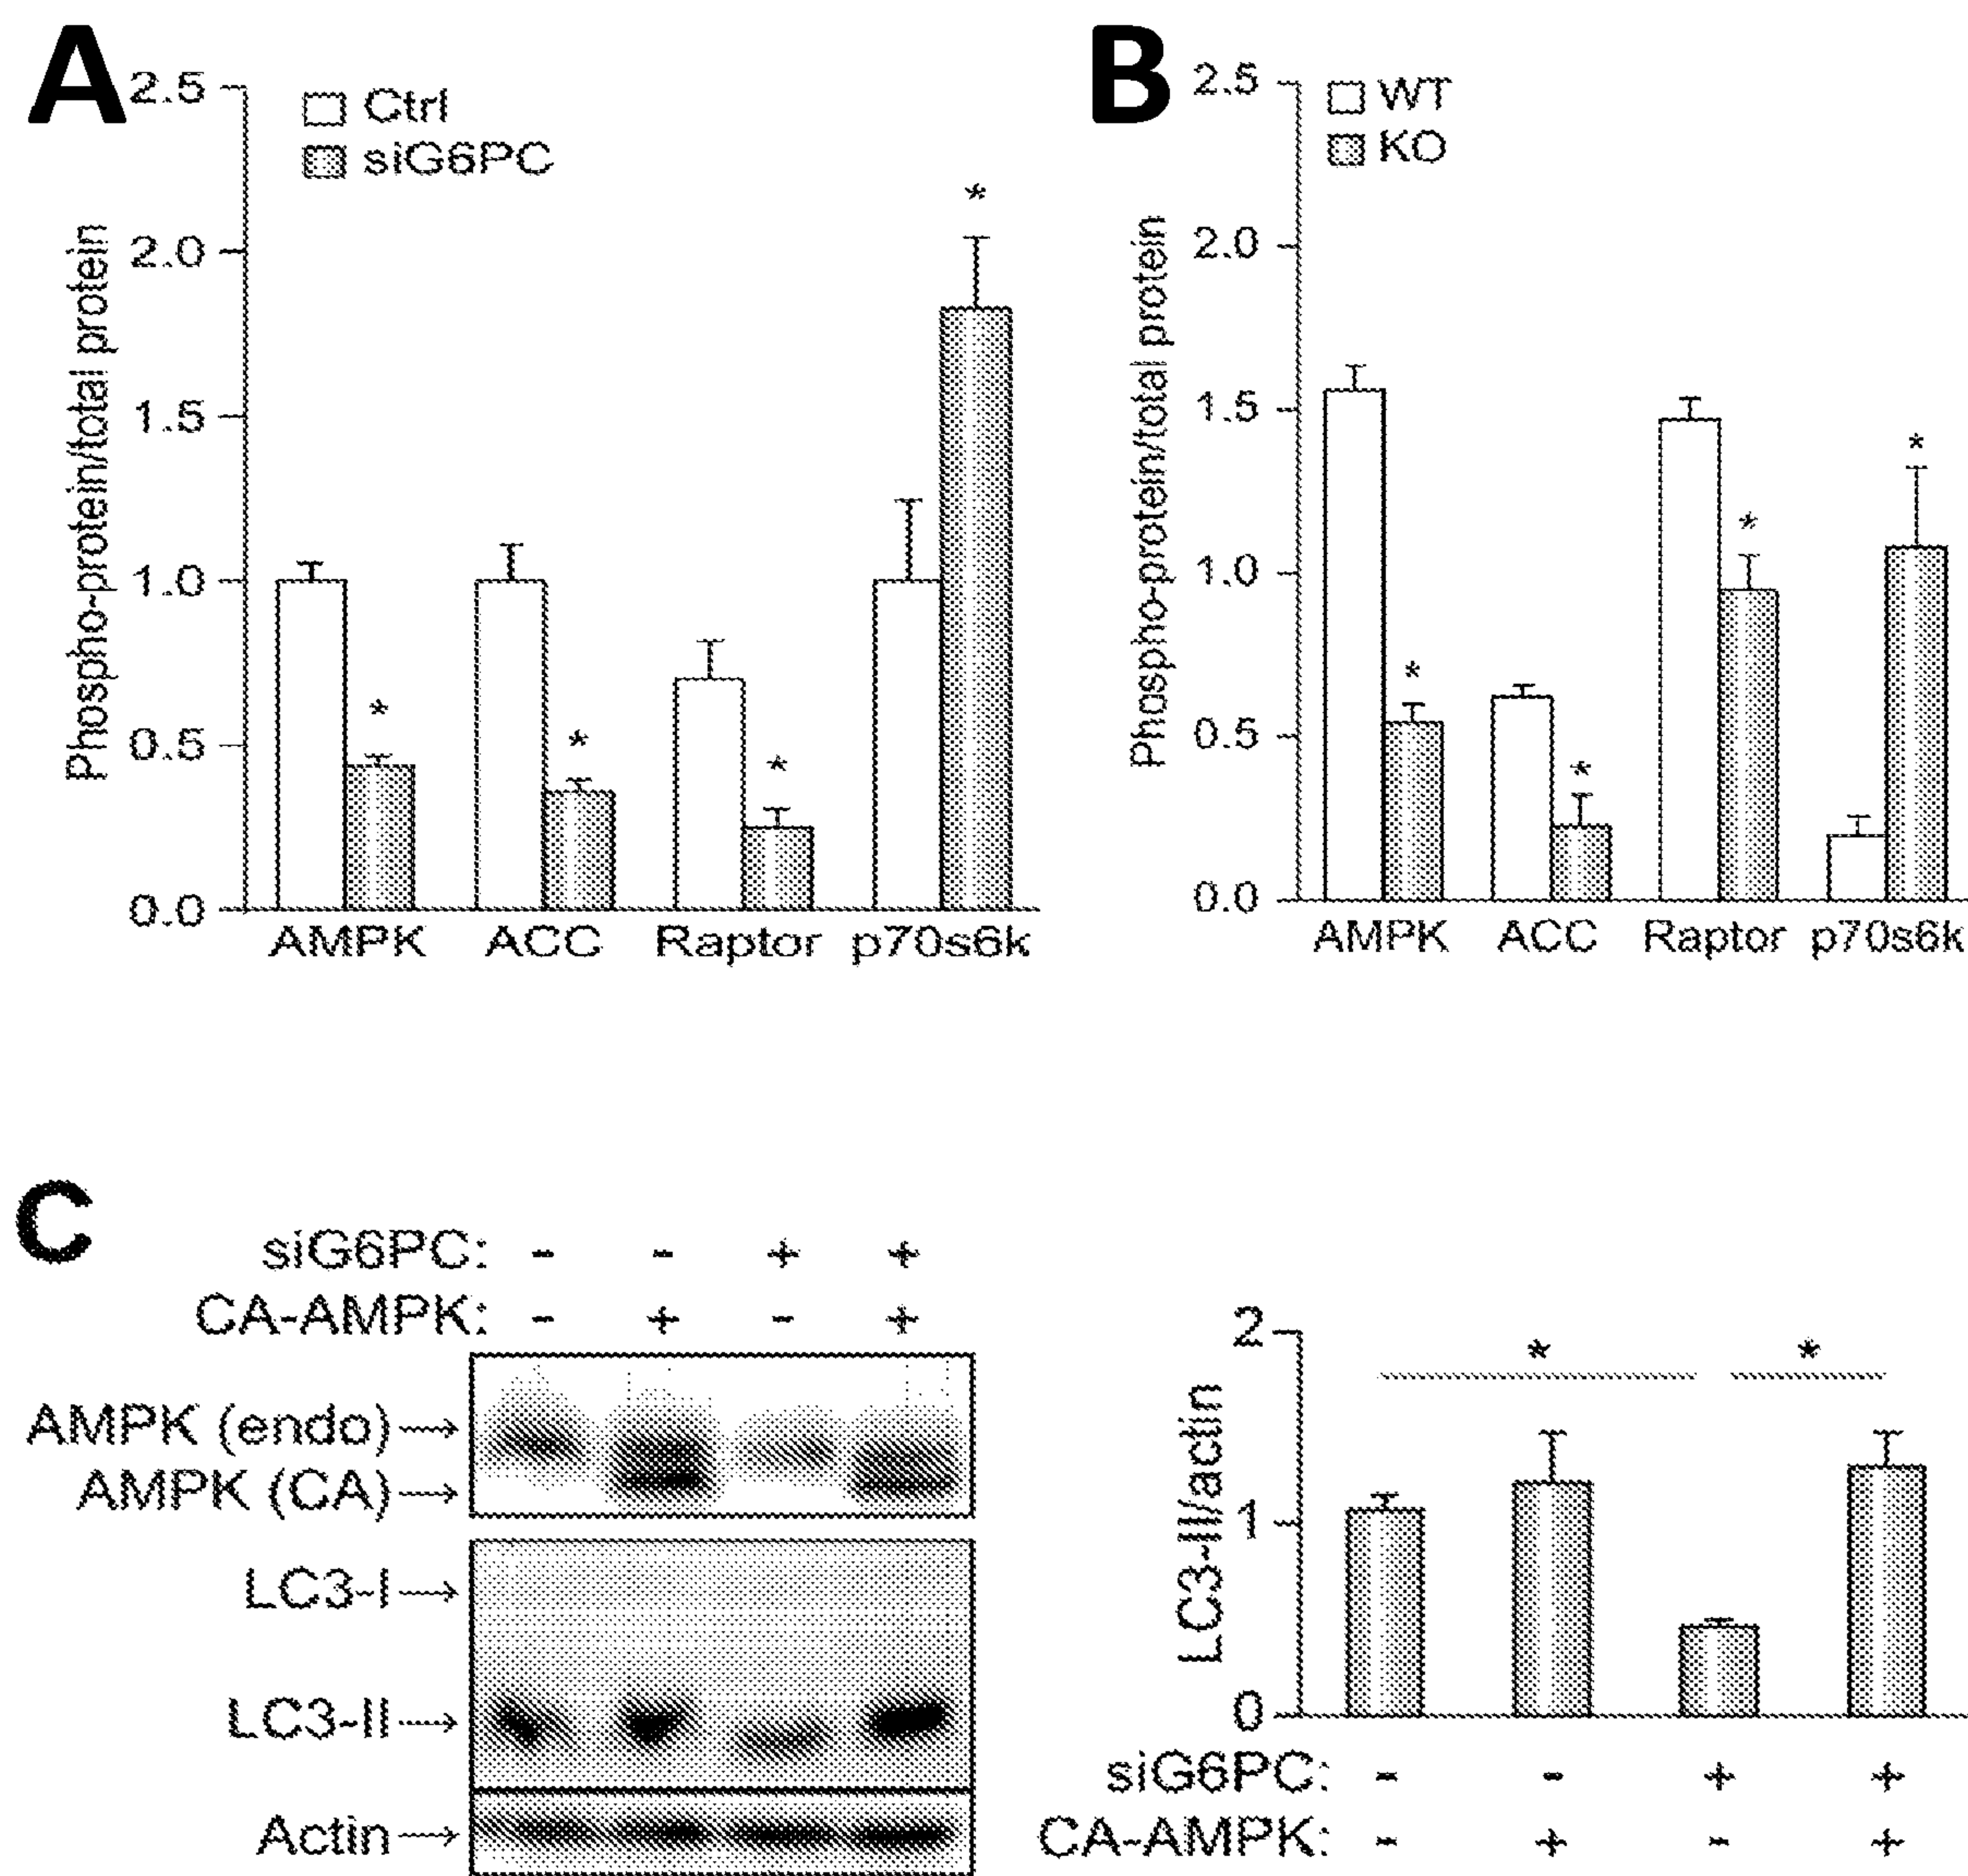 A
2.5
2.0
1.5
1.0
0.5
0.0
Phospho-protein/total protein
Ctrl
siG6PC
*
*
*
*
AMPK ACC Raptor p70s6k
B
2.5
2.0
1.5
1.0
0.5
0.0
Phospho-protein/total protein
WT
KO
*
*
*
*
AMPK ACC Raptor p70s6k
C
siG6PC: - - + +
CA-AMPK: - + - +
AMPK (endo)→
AMPK (CA)→
LC3-I→
LC3-II→
Actin→
2
1
0
LC3-II/actin
* *
siG6PC: - - + +
CA-AMPK: - + - +